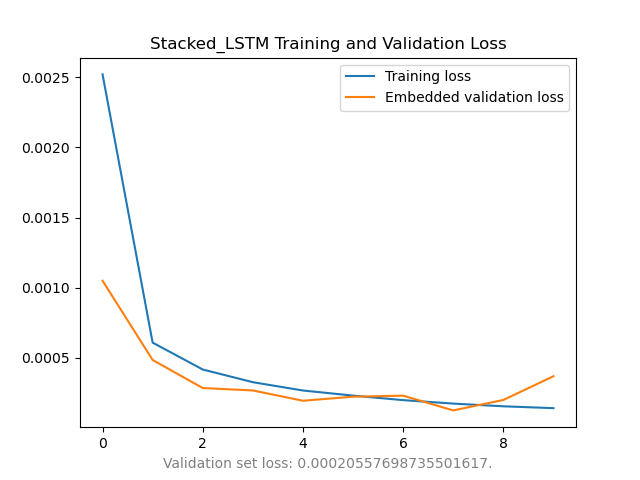 Stacked_LSTM Training and Validation Loss
Training loss
Embedded validation loss
0.0025
0.0020
0.0015
0.0010
0.0005
0 2 4 6 8
Validation set loss: 0.00020557698735501617.